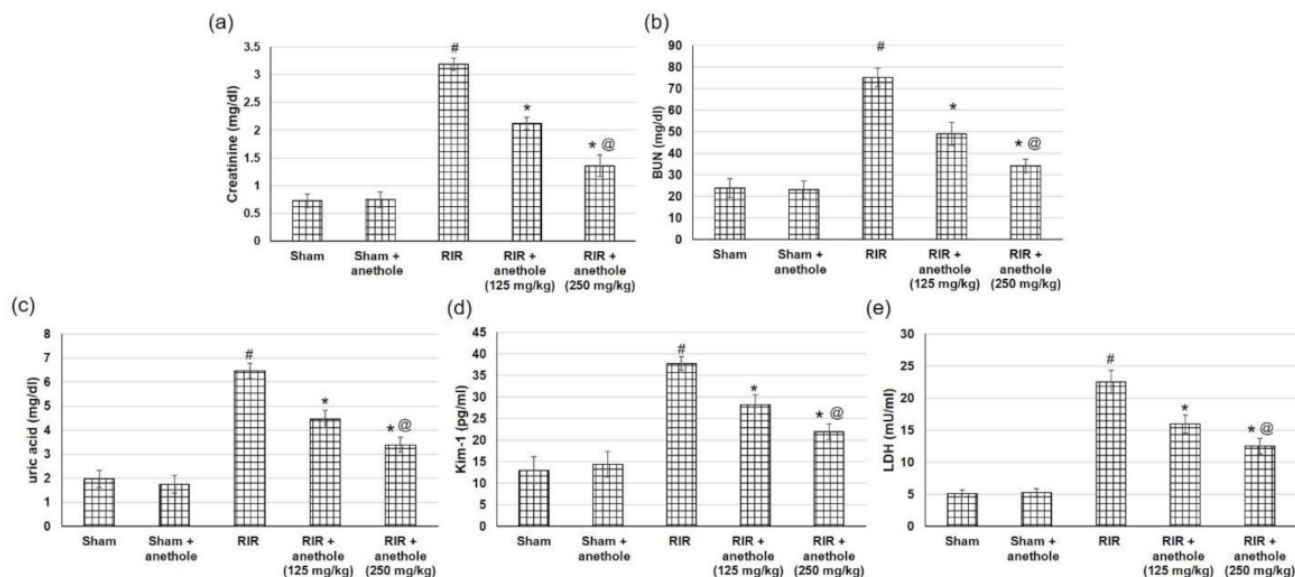 (a)
Creatinine (mg/dl)
3.5
3
2.5
2
1.5
1
0.5
0
#
*
* @
Sham
Sham +
anethole
RIR
RIR +
anethole
(125 mg/kg)
RIR +
anethole
(250 mg/kg)
(b)
BUN (mg/dl)
90
80
70
60
50
40
30
20
10
0
#
*
* @
Sham
Sham +
anethole
RIR
RIR +
anethole
(125 mg/kg)
RIR +
anethole
(250 mg/kg)
(c)
uric acid (mg/dl)
8
7
6
5
4
3
2
1
0
#
*
* @
Sham
Sham +
anethole
RIR
RIR +
anethole
(125 mg/kg)
RIR +
anethole
(250 mg/kg)
(d)
Kim-1 (pg/ml)
45
40
35
30
25
20
15
10
5
0
#
*
* @
Sham
Sham +
anethole
RIR
RIR +
anethole
(125 mg/kg)
RIR +
anethole
(250 mg/kg)
(e)
LDH (mU/ml)
30
25
20
15
10
5
0
#
*
* @
Sham
Sham +
anethole
RIR
RIR +
anethole
(125 mg/kg)
RIR +
anethole
(250 mg/kg)